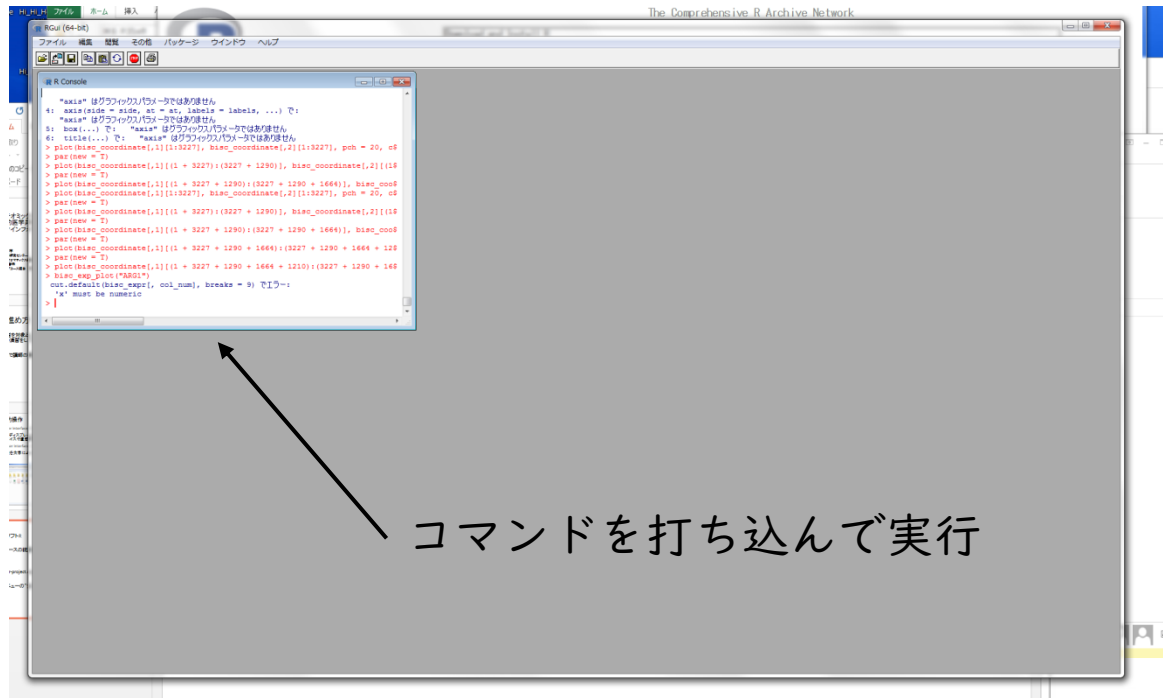 ファイル ホーム 挿入
The Comprehensive R Archive Network
RGui (64-bit)
ファイル 編集 閲覧 その他 パッケージ ウインドウ ヘルプ
R Console
"axis" はグラフィックスパラメータではありません
4: axis(side = side, at = at, labels = labels, ...) で:
"axis" はグラフィックスパラメータではありません
5: box(...) で: "axis" はグラフィックスパラメータではありません
6: title(...) で: "axis" はグラフィックスパラメータではありません
> plot(bisc_coordinate[,1][1:3227], bisc_coordinate[,2][1:3227], pch = 20, c$
> par(new = T)
> plot(bisc_coordinate[,1][(1 + 3227):(3227 + 1290)], bisc_coordinate[,2][(1$
> par(new = T)
> plot(bisc_coordinate[,1][(1 + 3227 + 1290):(3227 + 1290 + 1664)], bisc_coo$
> plot(bisc_coordinate[,1][1:3227], bisc_coordinate[,2][1:3227], pch = 20, c$
> par(new = T)
> plot(bisc_coordinate[,1][(1 + 3227):(3227 + 1290)], bisc_coordinate[,2][(1$
> par(new = T)
> plot(bisc_coordinate[,1][(1 + 3227 + 1290):(3227 + 1290 + 1664)], bisc_coo$
> par(new = T)
> plot(bisc_coordinate[,1][(1 + 3227 + 1290 + 1664):(3227 + 1290 + 1664 + 12$
> par(new = T)
> plot(bisc_coordinate[,1][(1 + 3227 + 1290 + 1664 + 1210):(3227 + 1290 + 16$
> bisc_exp_plot("ARG1")
cut.default(bisc_expr[, col_num], breaks = 9) でエラー:
'x' must be numeric
>
コマンドを打ち込んで実行